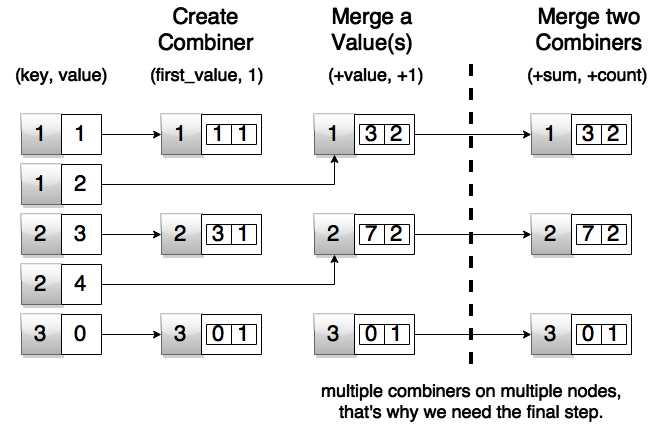 Create
Combiner
Merge a
Value(s)
Merge two
Combiners
(key, value)
(first_value, 1)
(+value, +1)
(+sum, +count)
1 1
1 1 1
1 3 2
1 3 2
1 2
2 3
2 3 1
2 7 2
2 7 2
2 4
3 0
3 0 1
3 0 1
3 0 1
multiple combiners on multiple nodes,
that's why we need the final step.